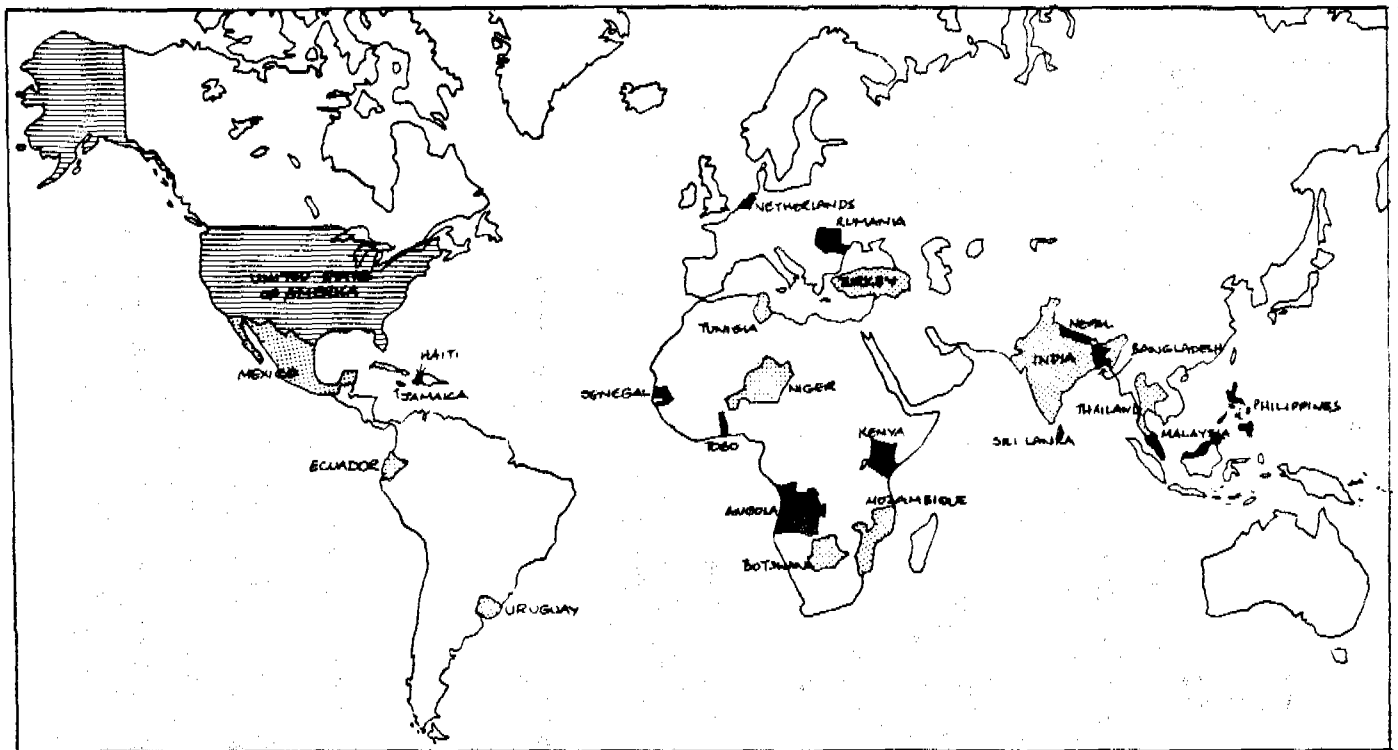 NETHERLANDS
RUMANIA
UNITED STATES
OF AMERICA
TURKEY
TUNISIA
NEPAL
HAITI
INDIA
BANGLADESH
MEXICO
JAMAICA
SENEGAL
NIGER
THAILAND
PHILIPPINES
TOGO
KENYA
SRI LANKA
MALAYSIA
ECUADOR
MOZAMBIQUE
ANGOLA
BOTSWANA
URUGUAY